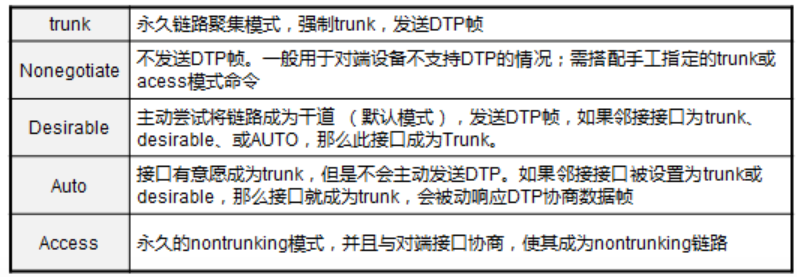 trunk
永久链路聚集模式，强制trunk，发送DTP帧
Nonegotiate
不发送DTP帧。一般用于对端设备不支持DTP的情况；需搭配手工指定的trunk或
acess模式命令
Desirable
主动尝试将链路成为干道 （默认模式），发送DTP帧，如果邻接接口为trunk、
desirable、或AUTO，那么此接口成为Trunk。
Auto
接口有意愿成为trunk，但是不会主动发送DTP。如果邻接接口被设置为trunk或
desirable，那么接口就成为trunk，会被动响应DTP协商数据帧
Access
永久的nontrunking模式，并且与对端接口协商，使其成为nontrunking链路